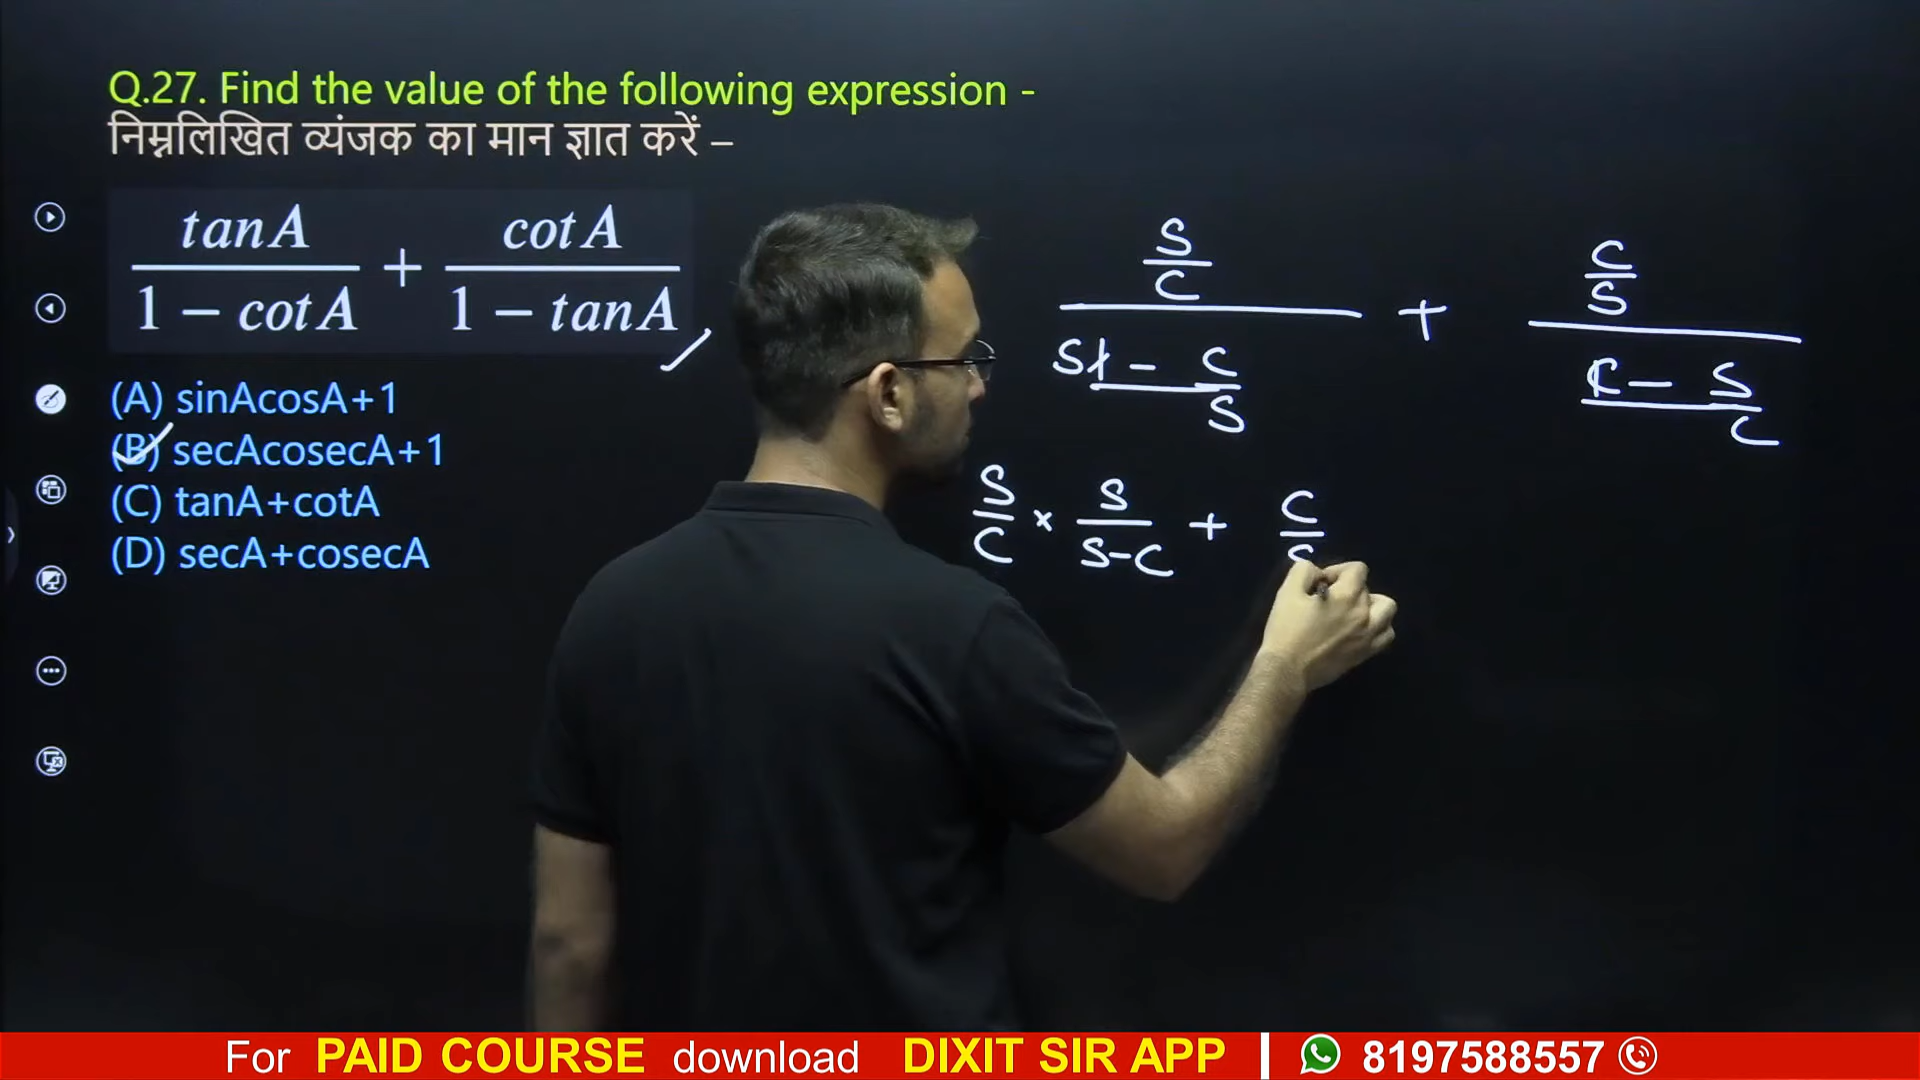 Q.27. Find the value of the following expression -
निम्नलिखित व्यंजक का मान ज्ञात करें –
tanA / 1 − cotA + cotA / 1 − tanA
(A) sinAcosA+1
(B) secAcosecA+1
(C) tanA+cotA
(D) secA+cosecA
S/C + C/S
S1 - C/S
C - S/C
S/C × S/S-C + C/S
For PAID COURSE download DIXIT SIR APP | 8197588557